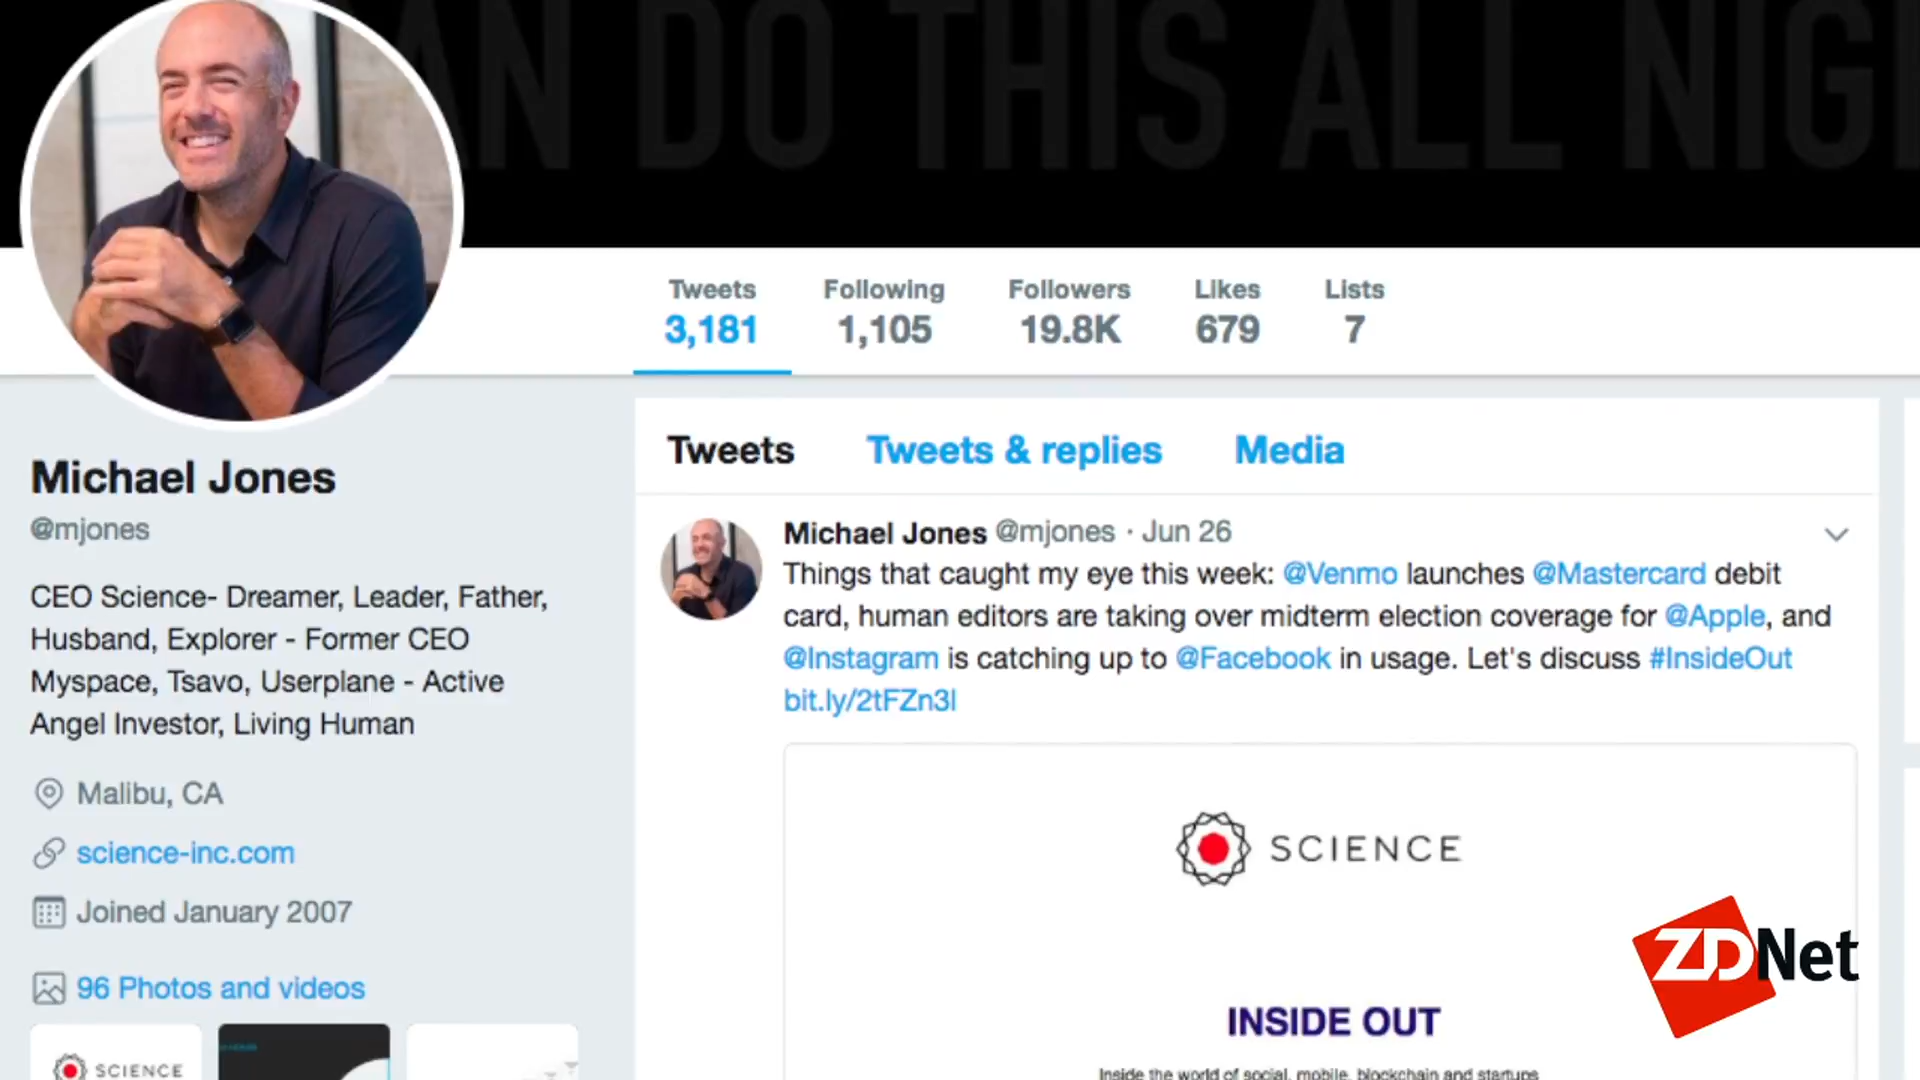 AN DO THIS ALL NIG
Tweets Following Followers Likes Lists
3,181 1,105 19.8K 679 7
Michael Jones
@mjones
CEO Science- Dreamer, Leader, Father,
Husband, Explorer - Former CEO
Myspace, Tsavo, Userplane - Active
Angel Investor, Living Human
Malibu, CA
science-inc.com
Joined January 2007
96 Photos and videos
SCIENCE
Tweets Tweets & replies Media
Michael Jones @mjones · Jun 26
Things that caught my eye this week: @Venmo launches @Mastercard debit
card, human editors are taking over midterm election coverage for @Apple, and
@Instagram is catching up to @Facebook in usage. Let's discuss #InsideOut
bit.ly/2tFZn3l
SCIENCE
INSIDE OUT
Inside the world of social, mobile, blockchain and startups
ZDNet